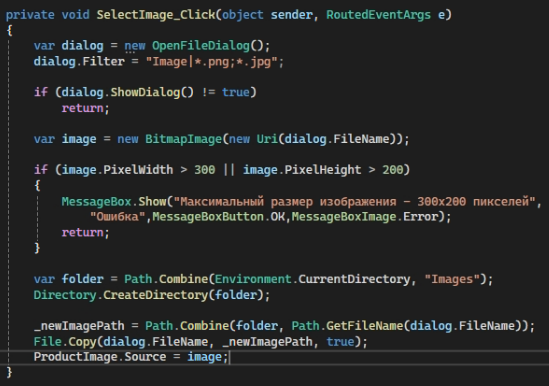 private void SelectImage_Click(object sender, RoutedEventArgs e)
{
    var dialog = new OpenFileDialog();
    dialog.Filter = "Image|*.png;*.jpg";

    if (dialog.ShowDialog() != true)
        return;

    var image = new BitmapImage(new Uri(dialog.FileName));

    if (image.PixelWidth > 300 || image.PixelHeight > 200)
    {
        MessageBox.Show("Максимальный размер изображения – 300x200 пикселей",
            "Ошибка",MessageBoxButton.OK,MessageBoxImage.Error);
        return;
    }

    var folder = Path.Combine(Environment.CurrentDirectory, "Images");
    Directory.CreateDirectory(folder);

    _newImagePath = Path.Combine(folder, Path.GetFileName(dialog.FileName));
    File.Copy(dialog.FileName, _newImagePath, true);
    ProductImage.Source = image;
}